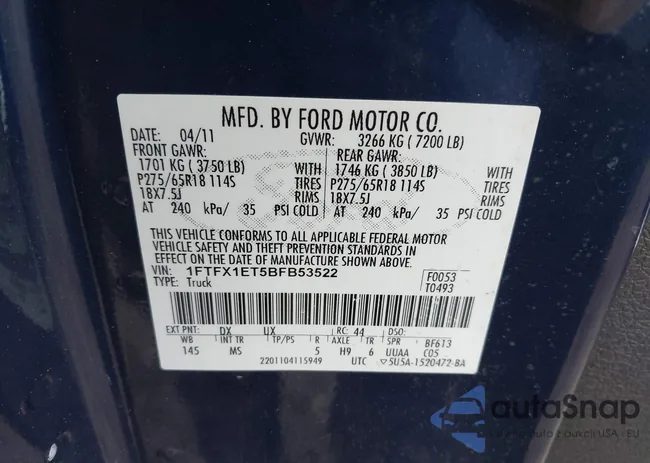 MFD. BY FORD MOTOR CO.
DATE: 04/11 GVWR: 3266 KG ( 7200 LB)
FRONT GAWR: REAR GAWR:
1701 KG ( 3750 LB) WITH 1746 KG ( 3850 LB) WITH
P275/65R18 114S TIRES P275/65R18 114S TIRES
18X7.5J RIMS 18X7.5J RIMS
AT 240 kPa/ 35 PSI COLD AT 240 kPa/ 35 PSI COLD
THIS VEHICLE CONFORMS TO ALL APPLICABLE FEDERAL MOTOR
VEHICLE SAFETY AND THEFT PREVENTION STANDARDS IN
EFFECT ON THE DATE OF MANUFACTURE SHOWN ABOVE.
VIN: 1FTFX1ET5BFB53522 F0053
TYPE: Truck T0493
EXT PNT: DX UX RC: 44 DSO:
WB INT TR TP/PS R AXLE TR SPR BF613
145 MS 5 H9 6 UUAA C05
2201104115949 UTC ▽5U5A-1520472-BA
autoSnap
auto z aukcji USA - EU